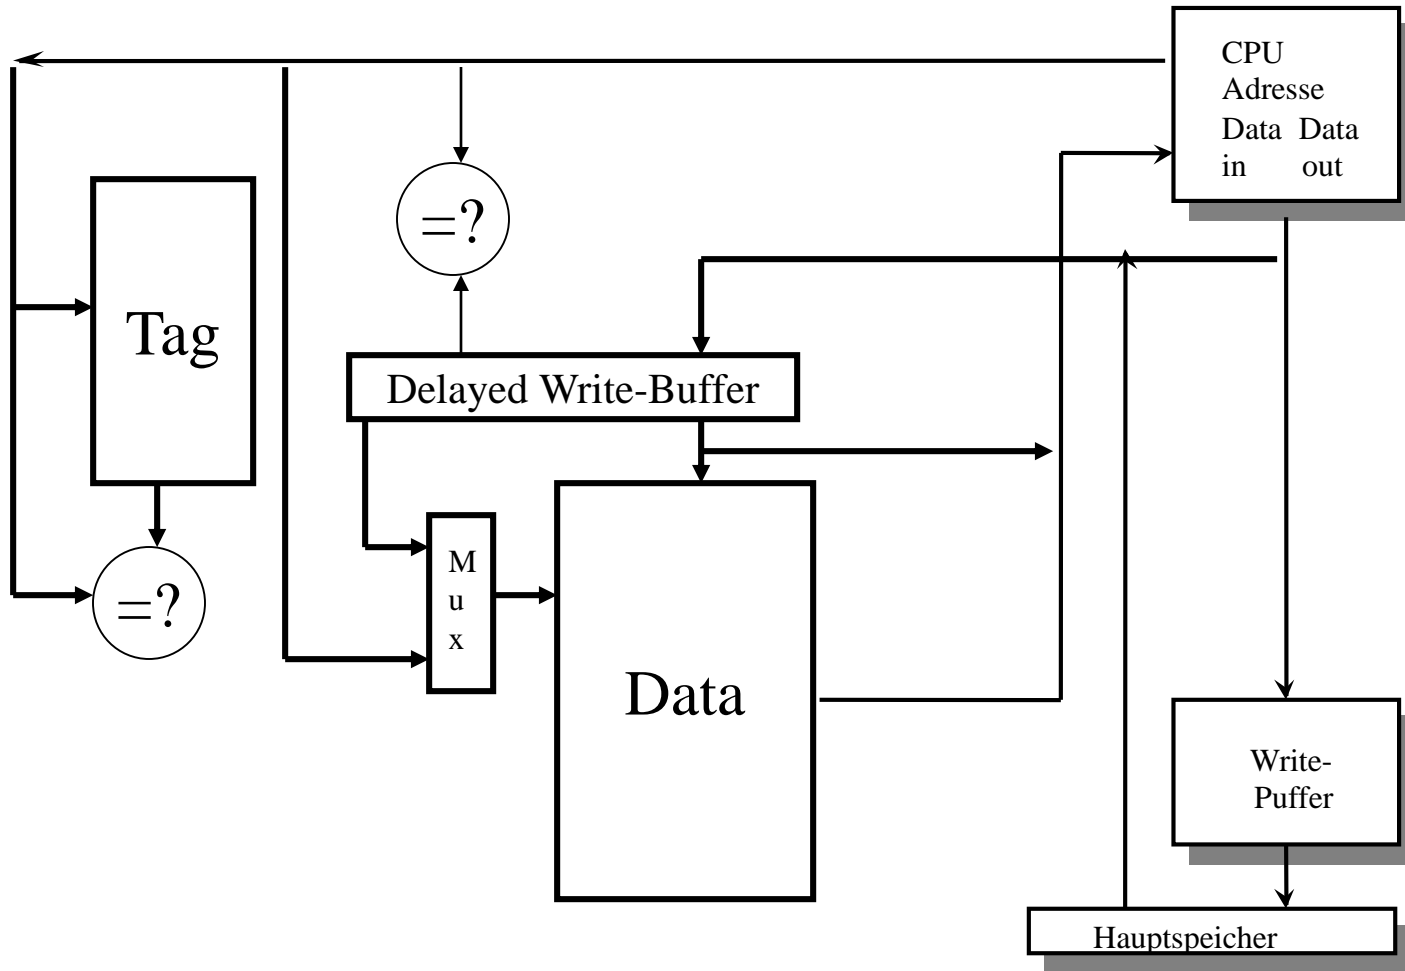 CPU
Adresse
Data Data
in out
=?
Tag
Delayed Write-Buffer
=?
M
u
x
Data
Write-
Puffer
Hauptspeicher